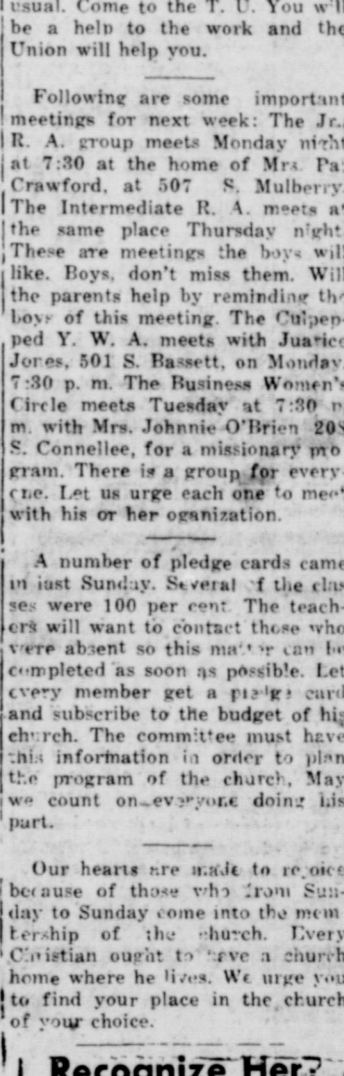 usual. Come to the T. U. You w'll
be a help to the work and the
Union will help you.
Following are some important
meetings for next week: The Jr.
R. A. group meets Monday night
at 7:30 at the home of Mrs. Pa
Crawford, at 507 S. Mulberry
The Intermediate R. A. meets a
the same place Thursday night
These are meetings the boys will
like. Boys, don't miss them. Will
the parents help by reminding th
boys of this meeting. The Culpep
ped Y. W. A. meets with Juarice
Jores, 501 S. Bassett, on Monday
7:30 p. m. The Business Women's
Circle meets Tuesday at 7:30 p
m. with Mrs. Johnnie O'Brien 208
S. Connellee, for a missionary pro
gram. There is a group for every-
one. Let us urge each one to meet
with his or her oganization.
A number of pledge cards came
in last Sunday. Several of the clas
ses were 100 per cent. The teach-
ers will want to contact those who
were absent so this matter can be
completed as soon as possible. Let
every member get a pledge card
and subscribe to the budget of his
church. The committee must have
this information in order to plan
the program of the church. May
we count on everyone doing his
part.
Our hearts are made to rejoice
because of those who from Sun-
day to Sunday come into the mem
bership of the church. Every
Christian ought to serve a church
home where he lives. We urge you
to find your place in the church
of your choice.
Recognize Her?